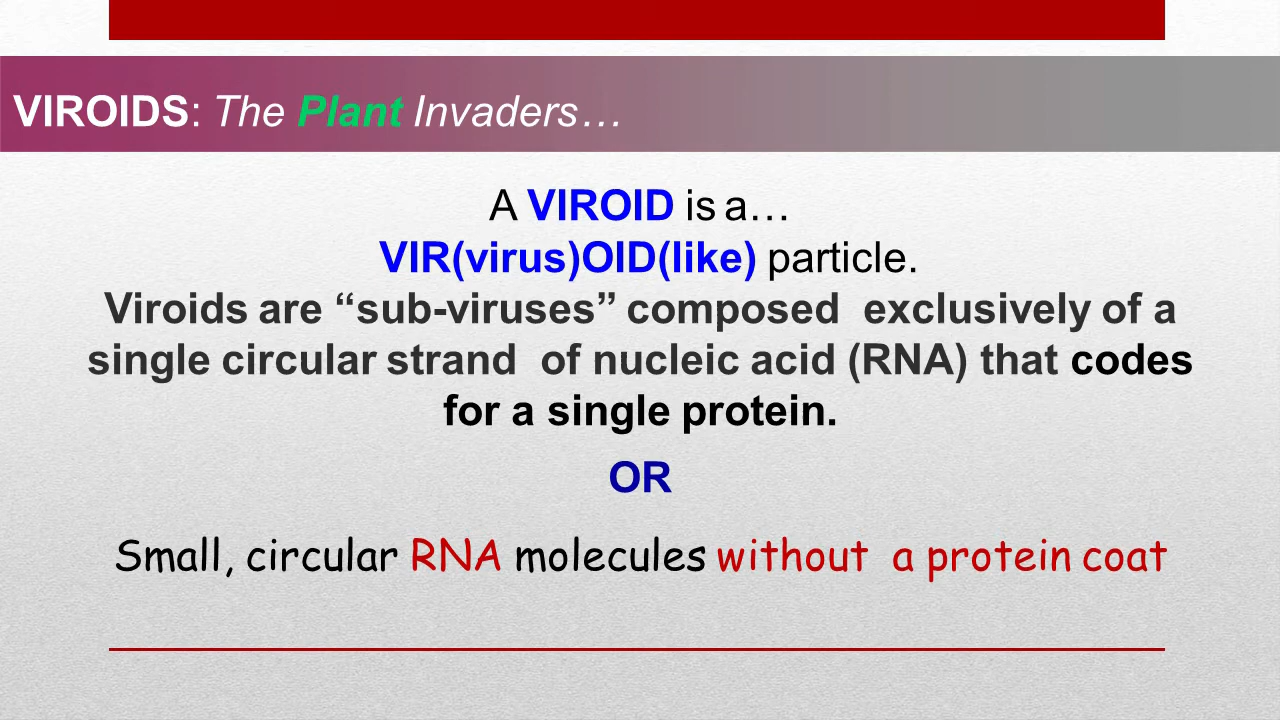 VIROIDS: The Plant Invaders…
A VIROID is a…
VIR(virus)OID(like) particle.
Viroids are “sub-viruses” composed exclusively of a
single circular strand of nucleic acid (RNA) that codes
for a single protein.
OR
Small, circular RNA molecules without a protein coat